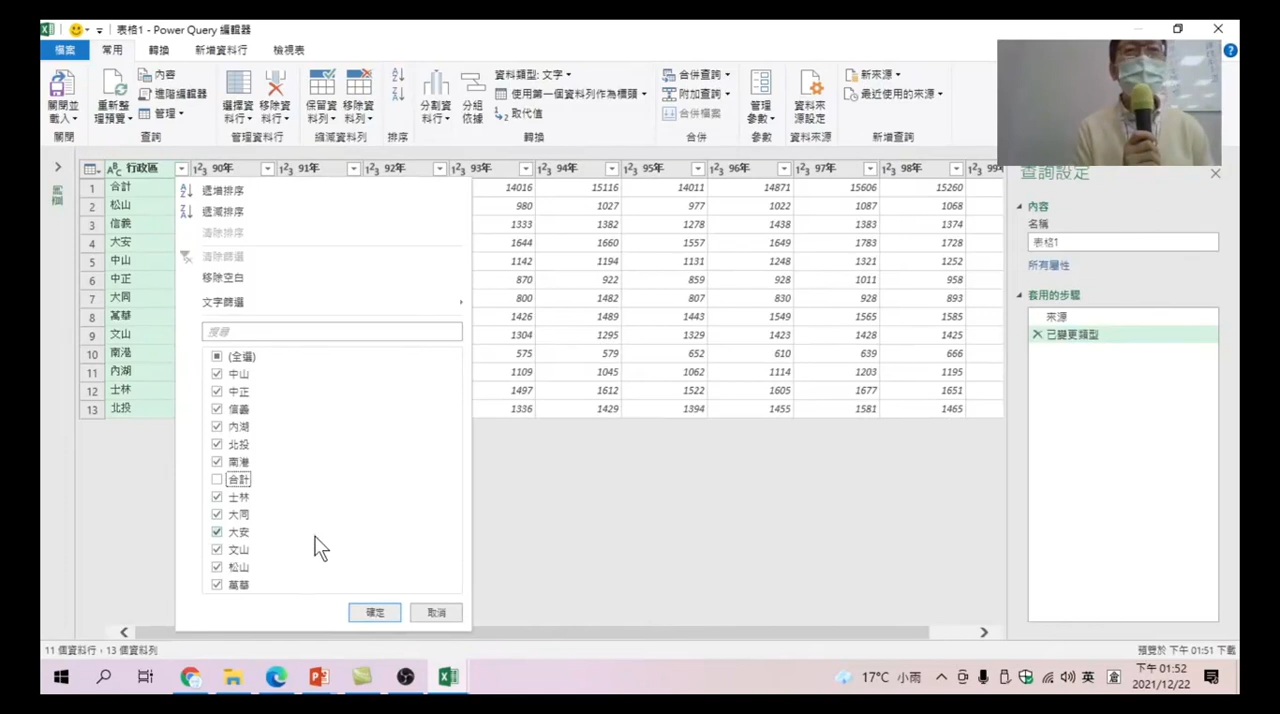 表格1 - Power Query 編輯器
檔案 常用 轉換 新增資料行 檢視表
關閉並載入 重新整理預覽 內容 進階編輯器 管理 選擇資料行 移除資料行 保留資料列 移除資料列 分割資料行 分組依據 資料類型: 文字 使用第一個資料列作為標頭 取代值 合併查詢 附加查詢 合併檔案 管理參數 資料來源設定 新來源 最近使用的來源
關閉 查詢 管理資料行 縮減資料列 排序 轉換 合併 參數 資料來源 新增查詢
行政區 90年 91年 92年 93年 94年 95年 96年 97年 98年
1 合計 14016 15116 14011 14871 15606 15260
2 松山 980 1027 977 1022 1087 1068
3 信義 1333 1382 1278 1438 1383 1374
4 大安 1644 1660 1557 1649 1783 1728
5 中山 1142 1194 1131 1248 1321 1252
6 中正 870 922 859 928 1011 958
7 大同 800 1482 807 830 928 893
8 萬華 1426 1489 1443 1549 1565 1585
9 文山 1304 1295 1329 1423 1428 1425
10 南港 575 579 652 610 639 666
11 內湖 1109 1045 1062 1114 1203 1195
12 士林 1497 1612 1522 1605 1677 1651
13 北投 1336 1429 1394 1455 1581 1465
遞增排序
遞減排序
清除排序
清除篩選
移除空白
文字篩選
搜尋
(全選)
中山
中正
信義
內湖
北投
南港
合計
士林
大同
大安
文山
松山
萬華
確定 取消
查詢設定
內容
名稱
表格1
所有屬性
套用的步驟
來源
已變更類型
11 個資料行，13 個資料列
預覽於 下午 01:51 下載
17°C 小雨 英 倉
下午 01:52
2021/12/22